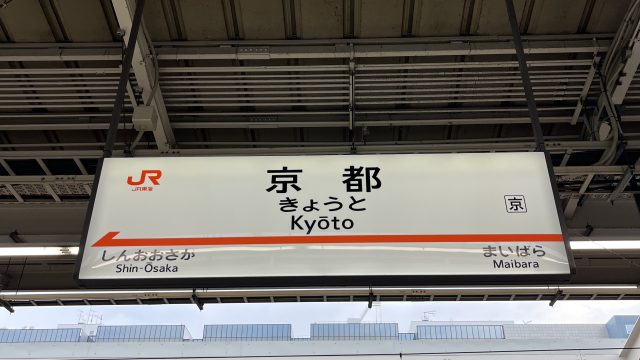 JR
JR東海
京都
きょうと
Kyōto
京
しんおおさか
Shin-Ōsaka
まいばら
Maibara